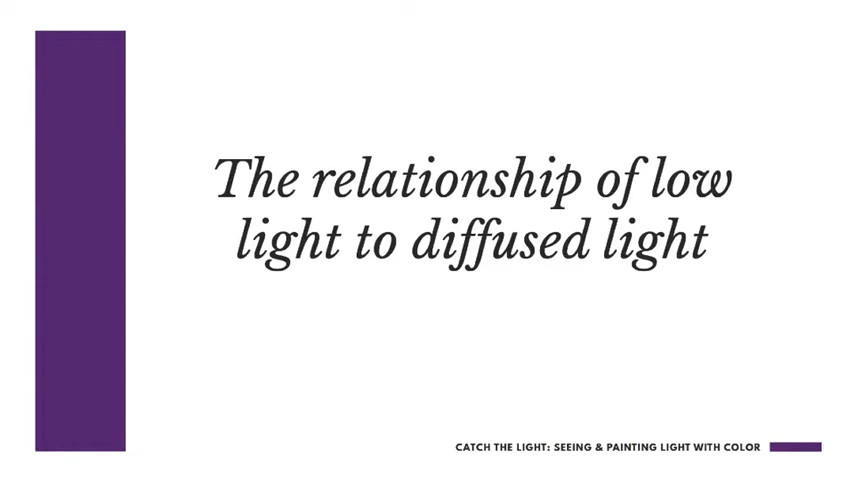 The relationship of low
light to diffused light
CATCH THE LIGHT: SEEING & PAINTING LIGHT WITH COLOR